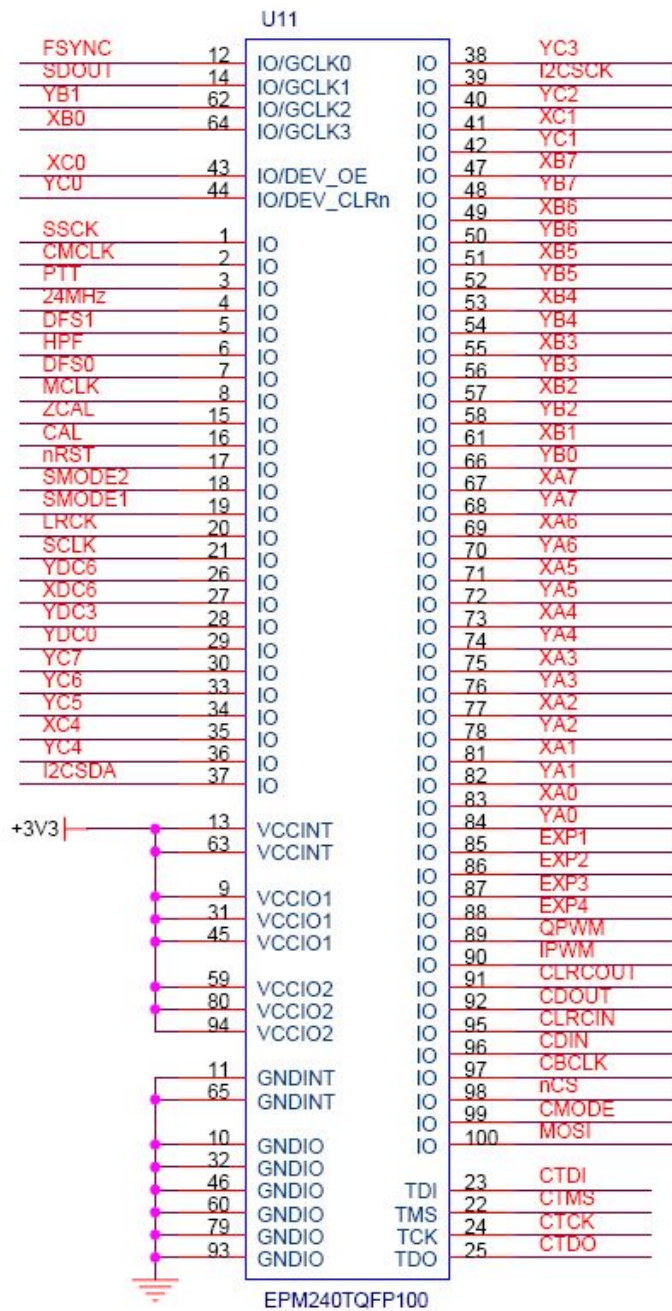 U11
FSYNC 12 IO/GCLK0 IO 38 YC3
SDOUT 14 IO/GCLK1 IO 39 I2CSCK
YB1 62 IO/GCLK2 IO 40 YC2
XB0 64 IO/GCLK3 IO 41 XC1
IO 42 YC1
XC0 43 IO/DEV_OE IO 47 XB7
YC0 44 IO/DEV_CLRn IO 48 YB7
IO 49 XB6
SSCK 1 IO IO 50 YB6
CMCLK 2 IO IO 51 XB5
PTT 3 IO IO 52 YB5
24MHz 4 IO IO 53 XB4
DFS1 5 IO IO 54 YB4
HPF 6 IO IO 55 XB3
DFS0 7 IO IO 56 YB3
MCLK 8 IO IO 57 XB2
ZCAL 15 IO IO 58 YB2
CAL 16 IO IO 61 XB1
nRST 17 IO IO 66 YB0
SMODE2 18 IO IO 67 XA7
SMODE1 19 IO IO 68 YA7
LRCK 20 IO IO 69 XA6
SCLK 21 IO IO 70 YA6
YDC6 26 IO IO 71 XA5
XDC6 27 IO IO 72 YA5
YDC3 28 IO IO 73 XA4
YDC0 29 IO IO 74 YA4
YC7 30 IO IO 75 XA3
YC6 33 IO IO 76 YA3
YC5 34 IO IO 77 XA2
XC4 35 IO IO 78 YA2
YC4 36 IO IO 81 XA1
I2CSDA 37 IO IO 82 YA1
IO 83 XA0
+3V3 13 VCCINT IO 84 YA0
63 VCCINT IO 85 EXP1
IO 86 EXP2
9 VCCIO1 IO 87 EXP3
31 VCCIO1 IO 88 EXP4
45 VCCIO1 IO 89 QPWM
IO 90 IPWM
59 VCCIO2 IO 91 CLRCOUT
80 VCCIO2 IO 92 CDOUT
94 VCCIO2 IO 95 CLRCIN
IO 96 CDIN
11 GNDINT IO 97 CBCLK
65 GNDINT IO 98 nCS
IO 99 CMODE
10 GNDIO IO 100 MOSI
32 GNDIO
46 GNDIO TDI 23 CTDI
60 GNDIO TMS 22 CTMS
79 GNDIO TCK 24 CTCK
93 GNDIO TDO 25 CTDO
EPM240TQFP100